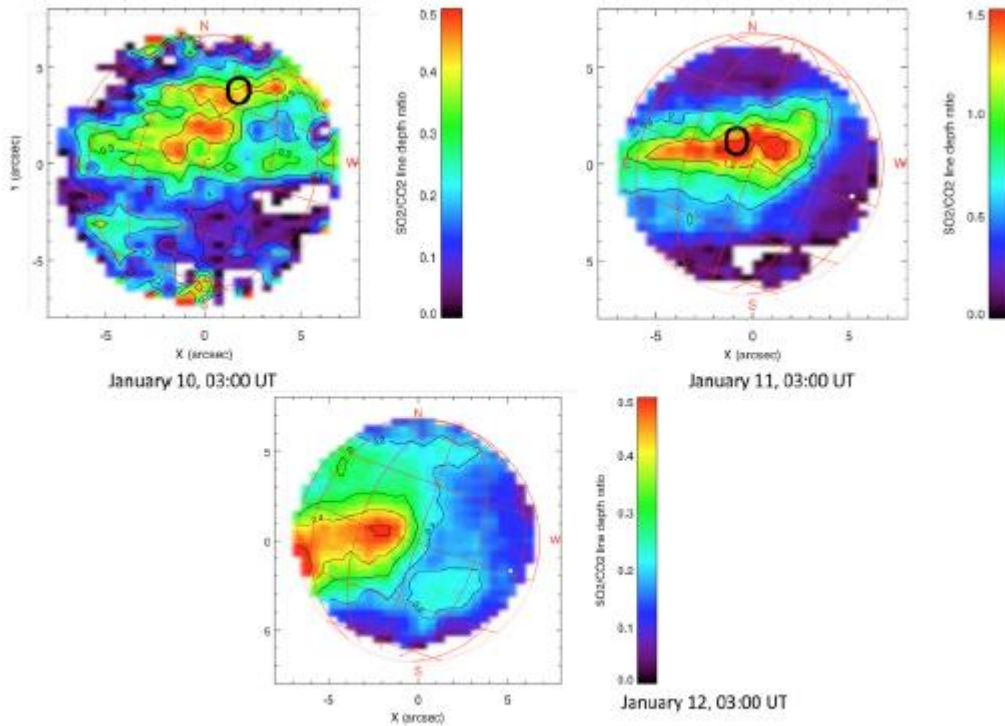 N
W
Y (arcsec)
5
0
-5
-5
0
5
X (arcsec)
SO2/CO2 line depth ratio
0.5
0.4
0.3
0.2
0.1
0.0
January 10, 03:00 UT
N
W
S
5
0
-5
-5
0
5
X (arcsec)
SO2/CO2 line depth ratio
1.5
1.0
0.5
0.0
January 11, 03:00 UT
N
W
S
5
0
5
-5
0
5
X (arcsec)
SO2/CO2 line depth ratio
0.5
0.4
0.3
0.2
0.1
0.0
January 12, 03:00 UT